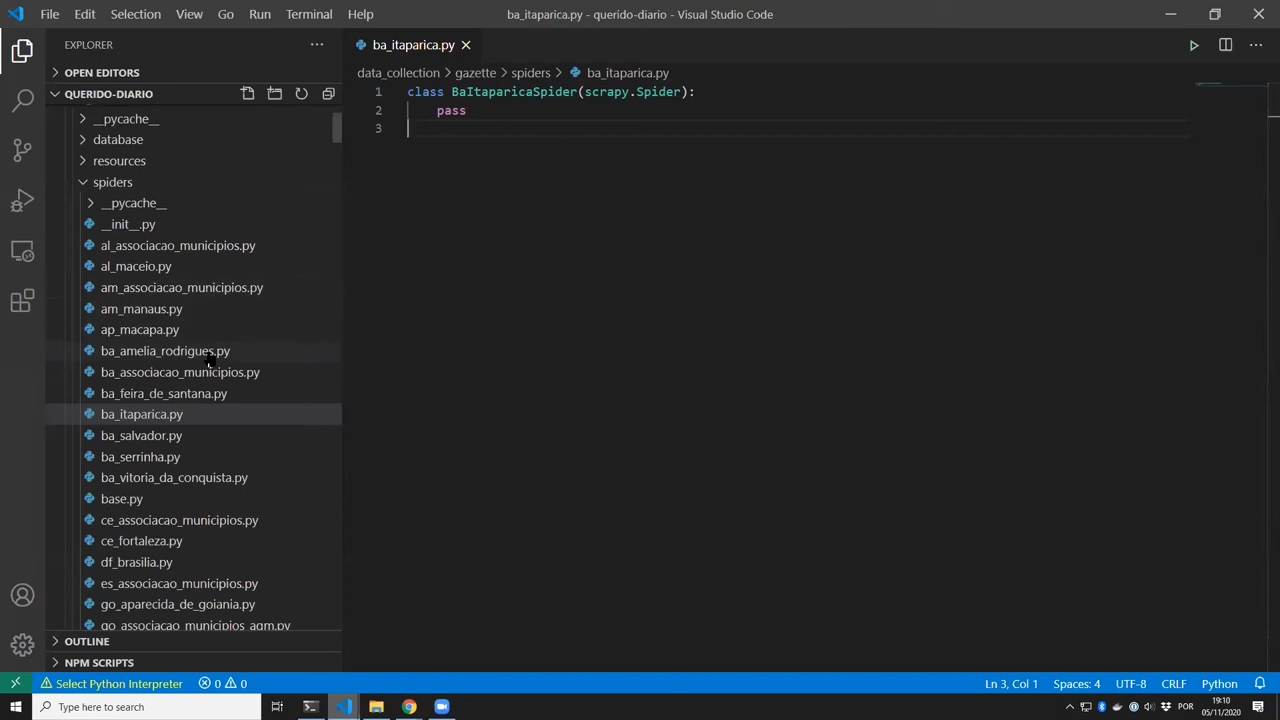 File Edit Selection View Go Run Terminal Help
ba_itaparica.py - querido-diario - Visual Studio Code
EXPLORER
ba_itaparica.py
OPEN EDITORS
data_collection > gazette > spiders > ba_itaparica.py
QUERIDO-DIARIO
1 class BaItaparicaSpider(scrapy.Spider):
2 pass
3
__pycache__
database
resources
spiders
__pycache__
__init__.py
al_associacao_municipios.py
al_maceio.py
am_associacao_municipios.py
am_manaus.py
ap_macapa.py
ba_amelia_rodrigues.py
ba_associacao_municipios.py
ba_feira_de_santana.py
ba_itaparica.py
ba_salvador.py
ba_serrinha.py
ba_vitoria_da_conquista.py
base.py
ce_associacao_municipios.py
ce_fortaleza.py
df_brasilia.py
es_associacao_municipios.py
go_aparecida_de_goiania.py
go_associacao_municipios_agm.py
OUTLINE
NPM SCRIPTS
Select Python Interpreter 0 0
Ln 3, Col 1 Spaces: 4 UTF-8 CRLF Python
Type here to search
POR
19:10
05/11/2020